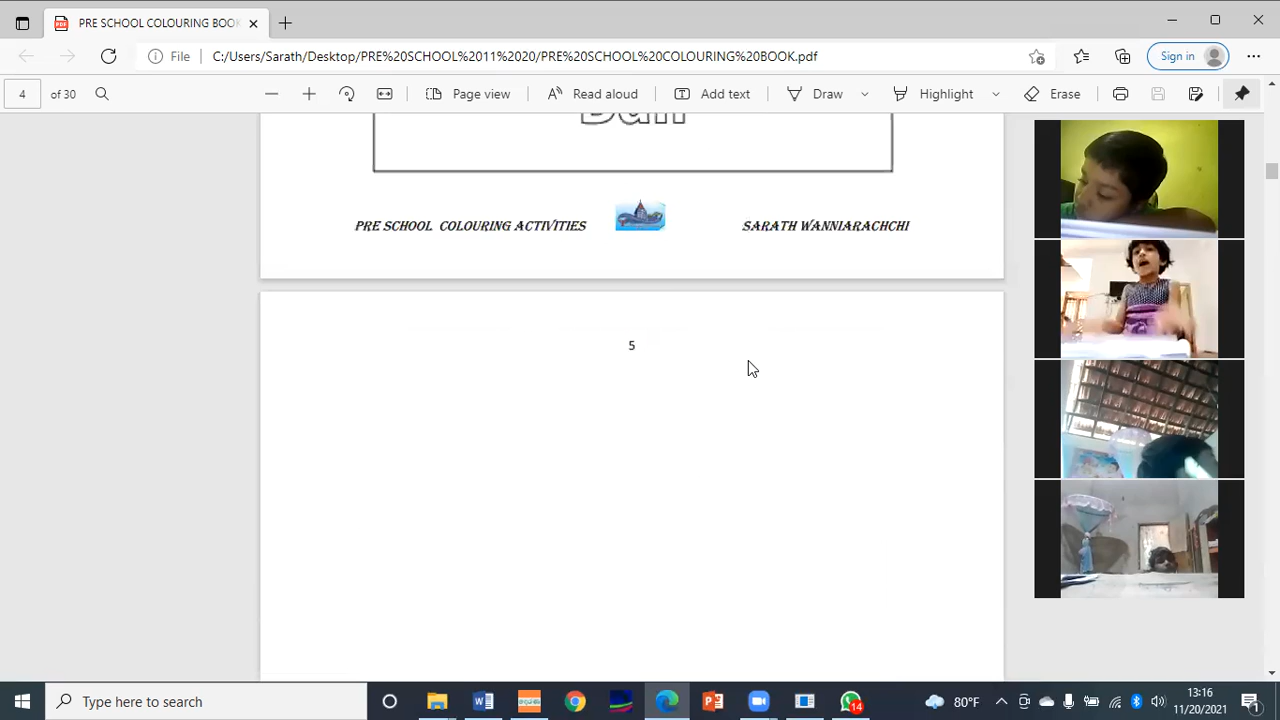 PRE SCHOOL COLOURING BOOK
File
C:/Users/Sarath/Desktop/PRE%20SCHOOL%2011%2020/PRE%20SCHOOL%20COLOURING%20BOOK.pdf
Sign in
4 of 30
Page view
Read aloud
Add text
Draw
Highlight
Erase
PRE SCHOOL COLOURING ACTIVITIES
SARATH WANNIARACHCHI
5
Type here to search
14
80°F
13:16
11/20/2021
1